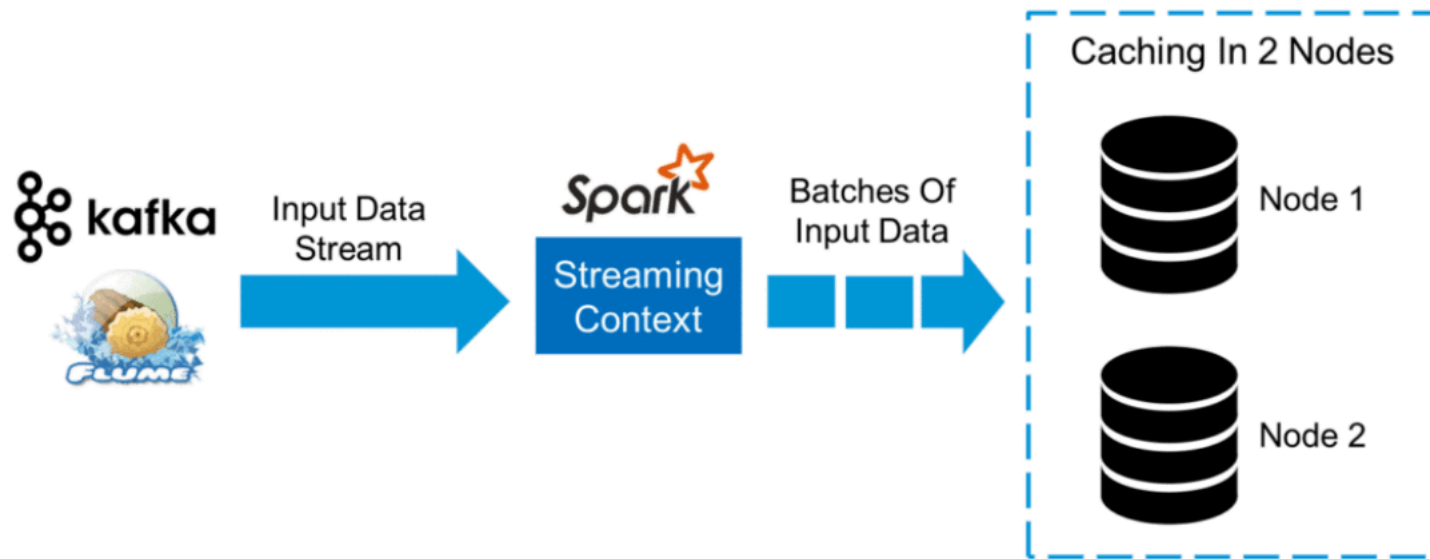 kafka
FLUME
Input Data
Stream
Spark
Streaming
Context
Batches Of
Input Data
Caching In 2 Nodes
Node 1
Node 2